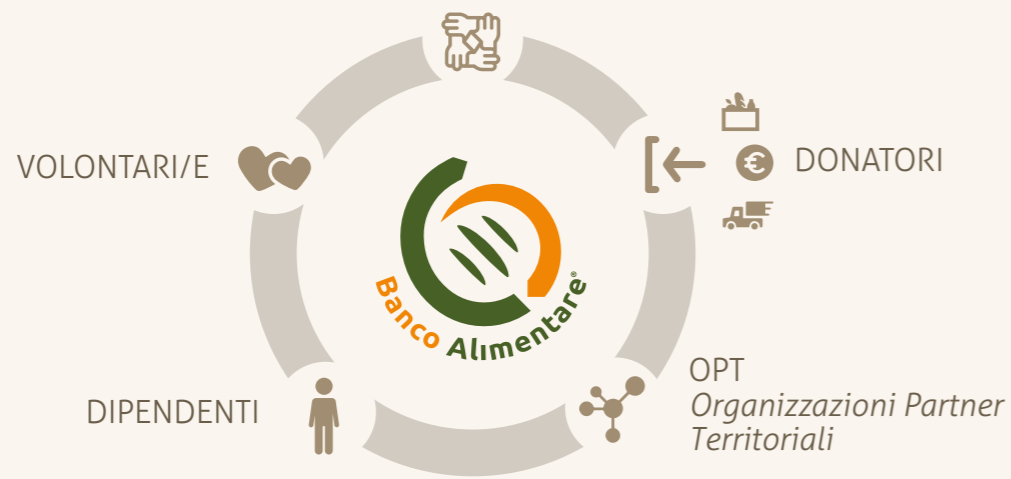 VOLONTARI/E
€
DONATORI
Banco Alimentare®
DIPENDENTI
OPT
Organizzazioni Partner
Territoriali